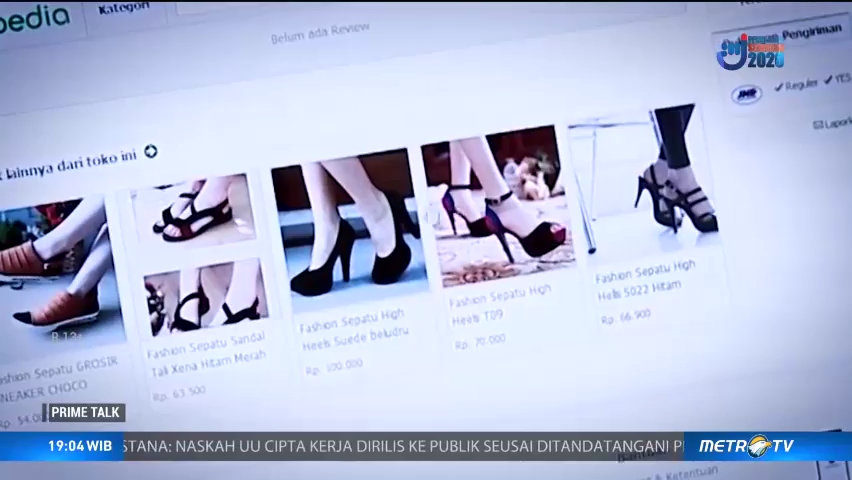 pedia
Kategori
Belum ada Review
Pengiriman
2020
JNE
✓ Reguler ✓ YES
lainnya dari toko ini
Fashion Sepatu GROSIR
SNEAKER CHOCO
Fashion Sepatu Sandal
Tali Xena Hitam Merah
Rp. 63.500
Fashion Sepatu High
Heels Suede beludru
Rp. 100.000
Fashion Sepatu High
Heels T09
Rp. 70.000
Fashion Sepatu High
Hells 5022 Hitam
Rp. 66.900
PRIME TALK
19:04 WIB
STANA: NASKAH UU CIPTA KERJA DIRILIS KE PUBLIK SEUSAI DITANDATANGANI P
METRO TV
& Ketentuan